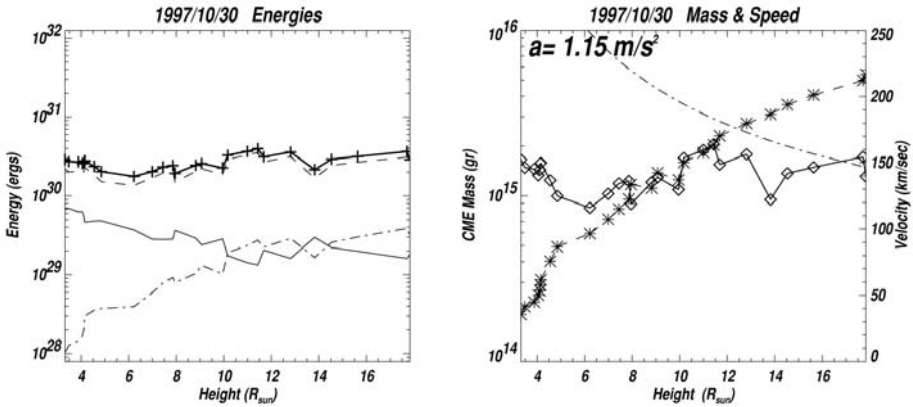 1997/10/30 Energies
10^32
10^31
10^30
10^29
10^28
Energy (ergs)
4 6 8 10 12 14 16
Height (R_sun)
1997/10/30 Mass & Speed
a= 1.15 m/s^2
10^16
10^15
10^14
CME Mass (gr)
250
200
150
100
50
0
Velocity (km/sec)
4 6 8 10 12 14 16
Height (R_sun)